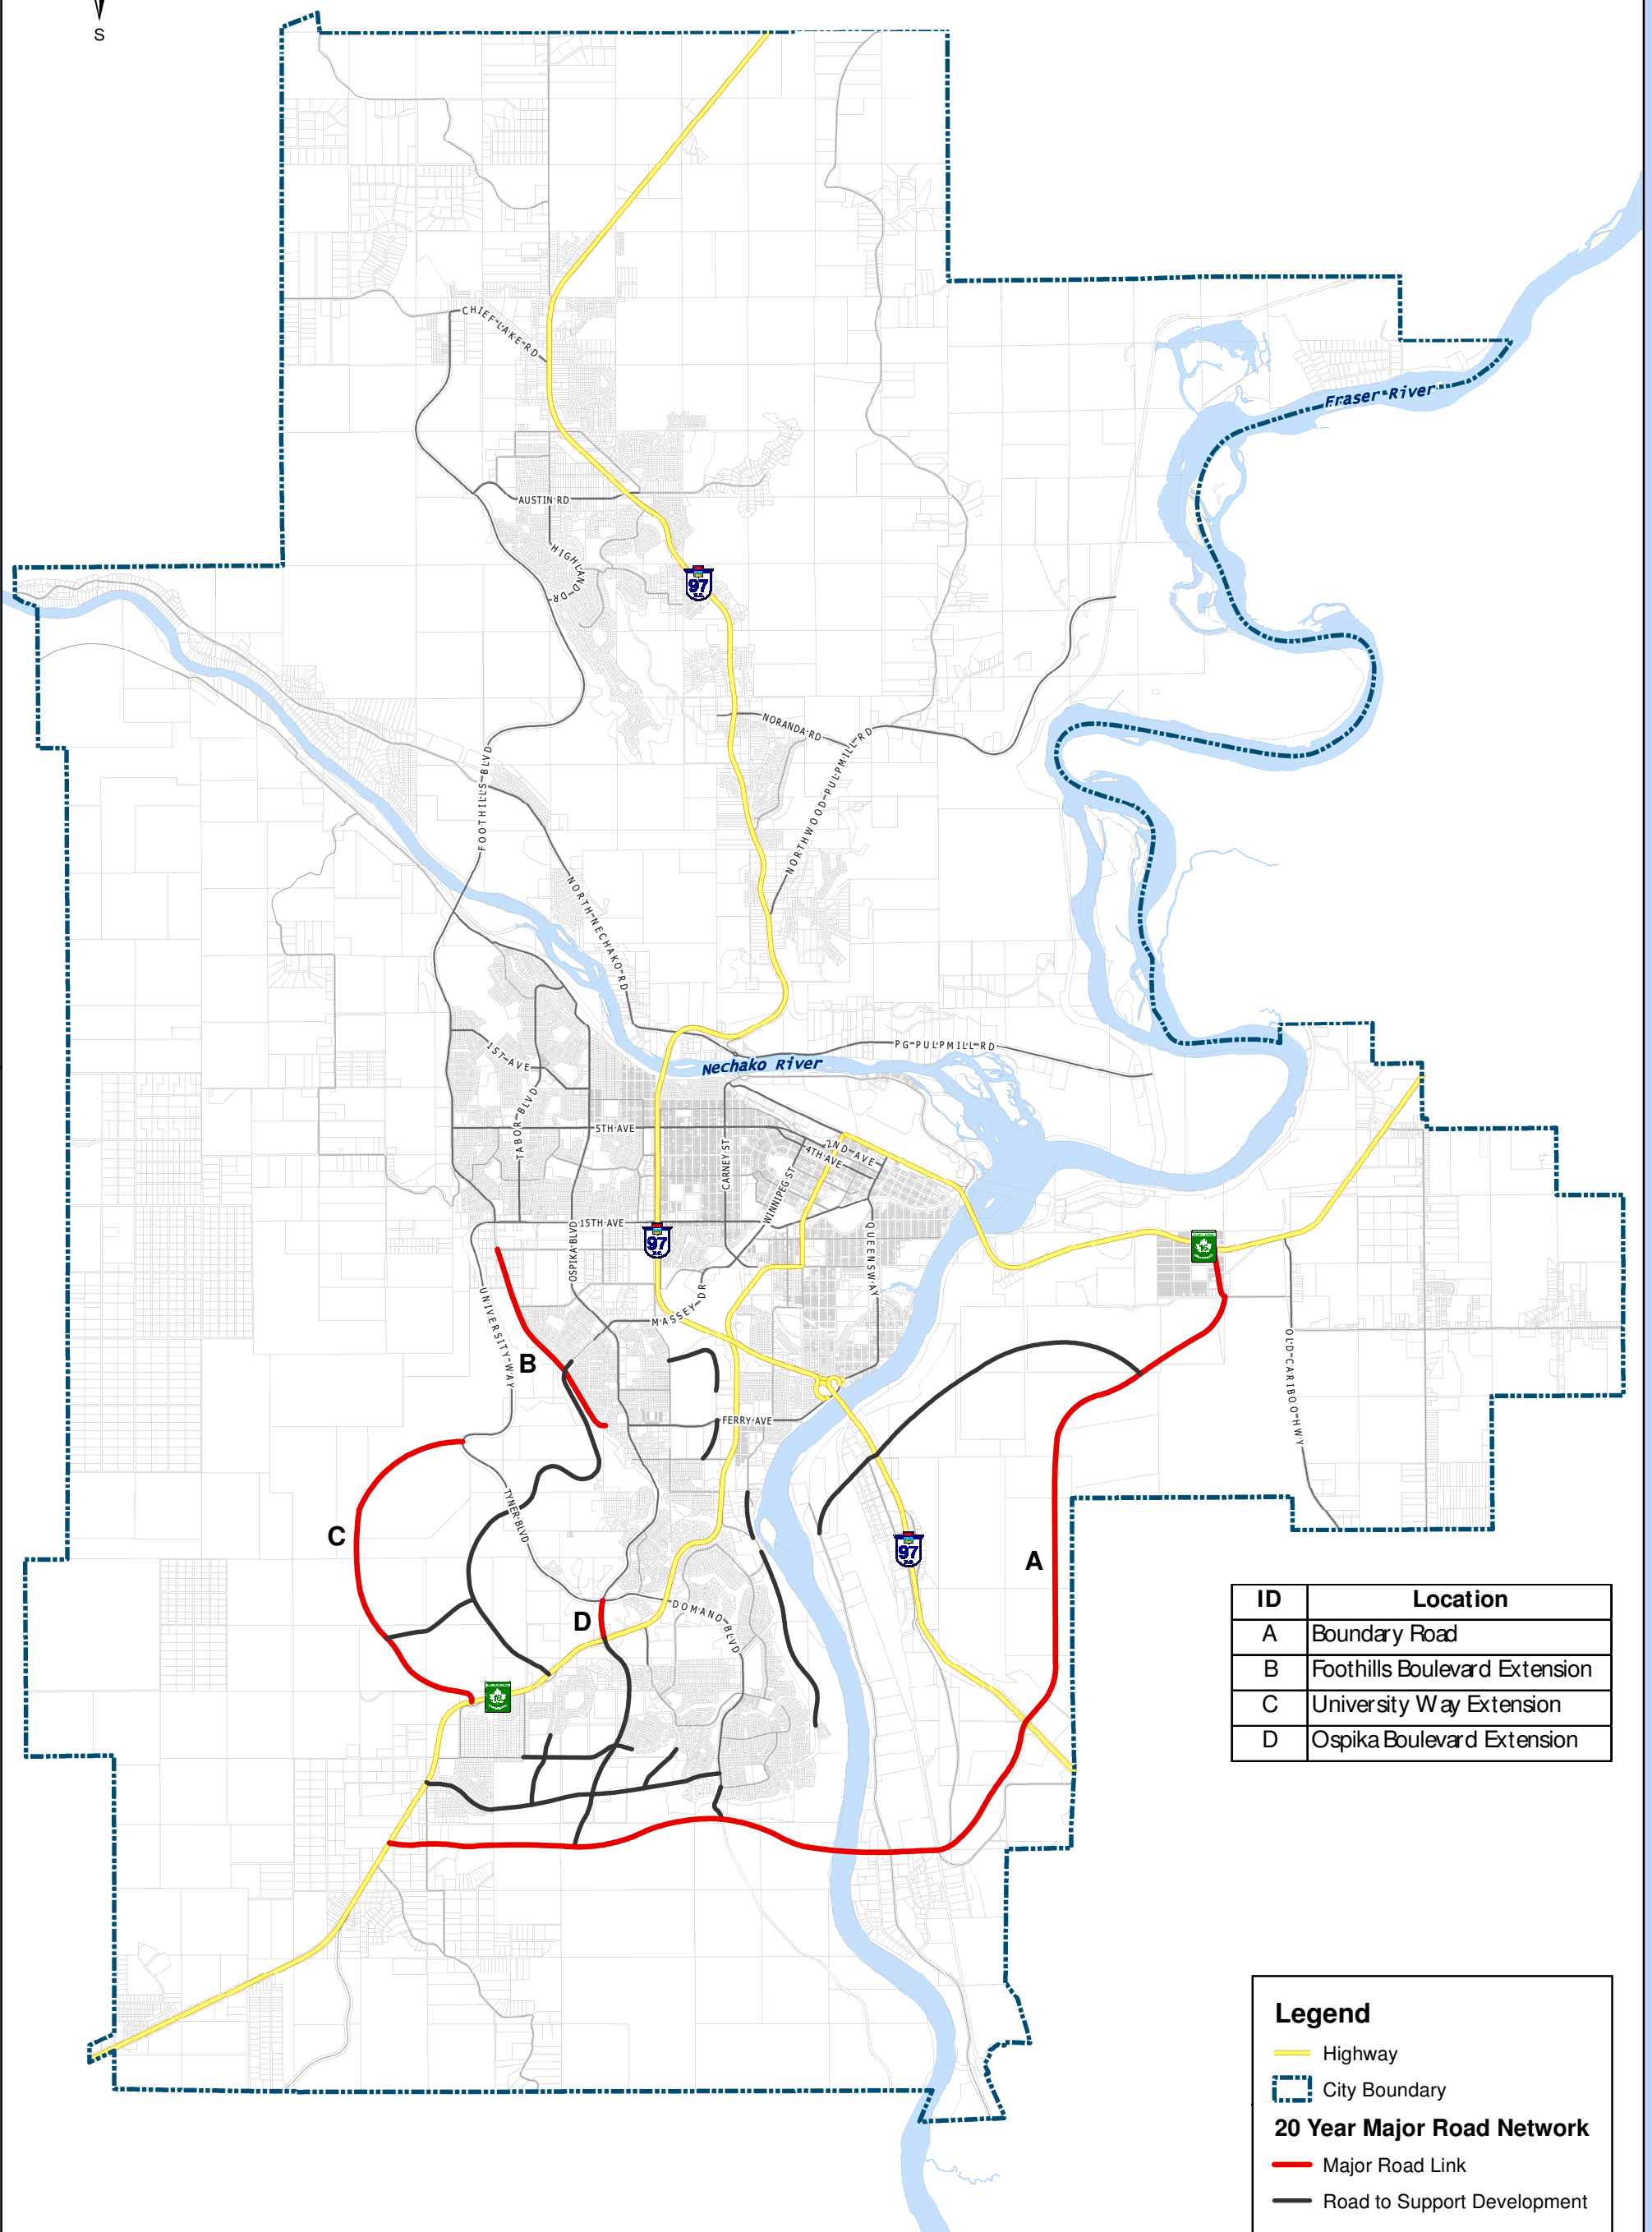 S
CHIEF LAKE RD
Fraser River
AUSTIN RD
HIGHLAND DR
97
NORANDA RD
FOOTHILLS BLVD
NORTHWOOD PULPMILL RD
NORTH NECHAKO RD
PG PULPMILL RD
1ST AVE
Nechako River
TABOR BLVD
5TH AVE
2ND AVE
4TH AVE
CARNEY ST
WINNIPEG ST
15TH AVE
OSPIKA BLVD
97
QUEENSWAY
16
UNIVERSITY WAY
MASSEY DR
OLD CARIBOO HWY
B
FERRY AVE
TYNER BLVD
C
97
A
D
DOMANO BLVD
16
ID Location
A Boundary Road
B Foothills Boulevard Extension
C University Way Extension
D Ospika Boulevard Extension
Legend
Highway
City Boundary
20 Year Major Road Network
Major Road Link
Road to Support Development